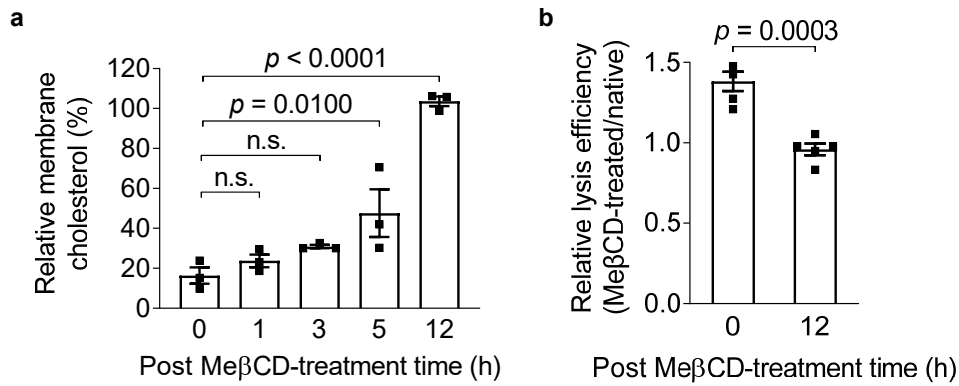 a
Relative membrane
cholesterol (%)
120
100
80
60
40
20
0
p < 0.0001
p = 0.0100
n.s.
n.s.
0 1 3 5 12
Post MeβCD-treatment time (h)
b
Relative lysis efficiency
(MeβCD-treated/native)
1.5
1.0
0.5
0.0
p = 0.0003
0 12
Post MeβCD-treatment time (h)